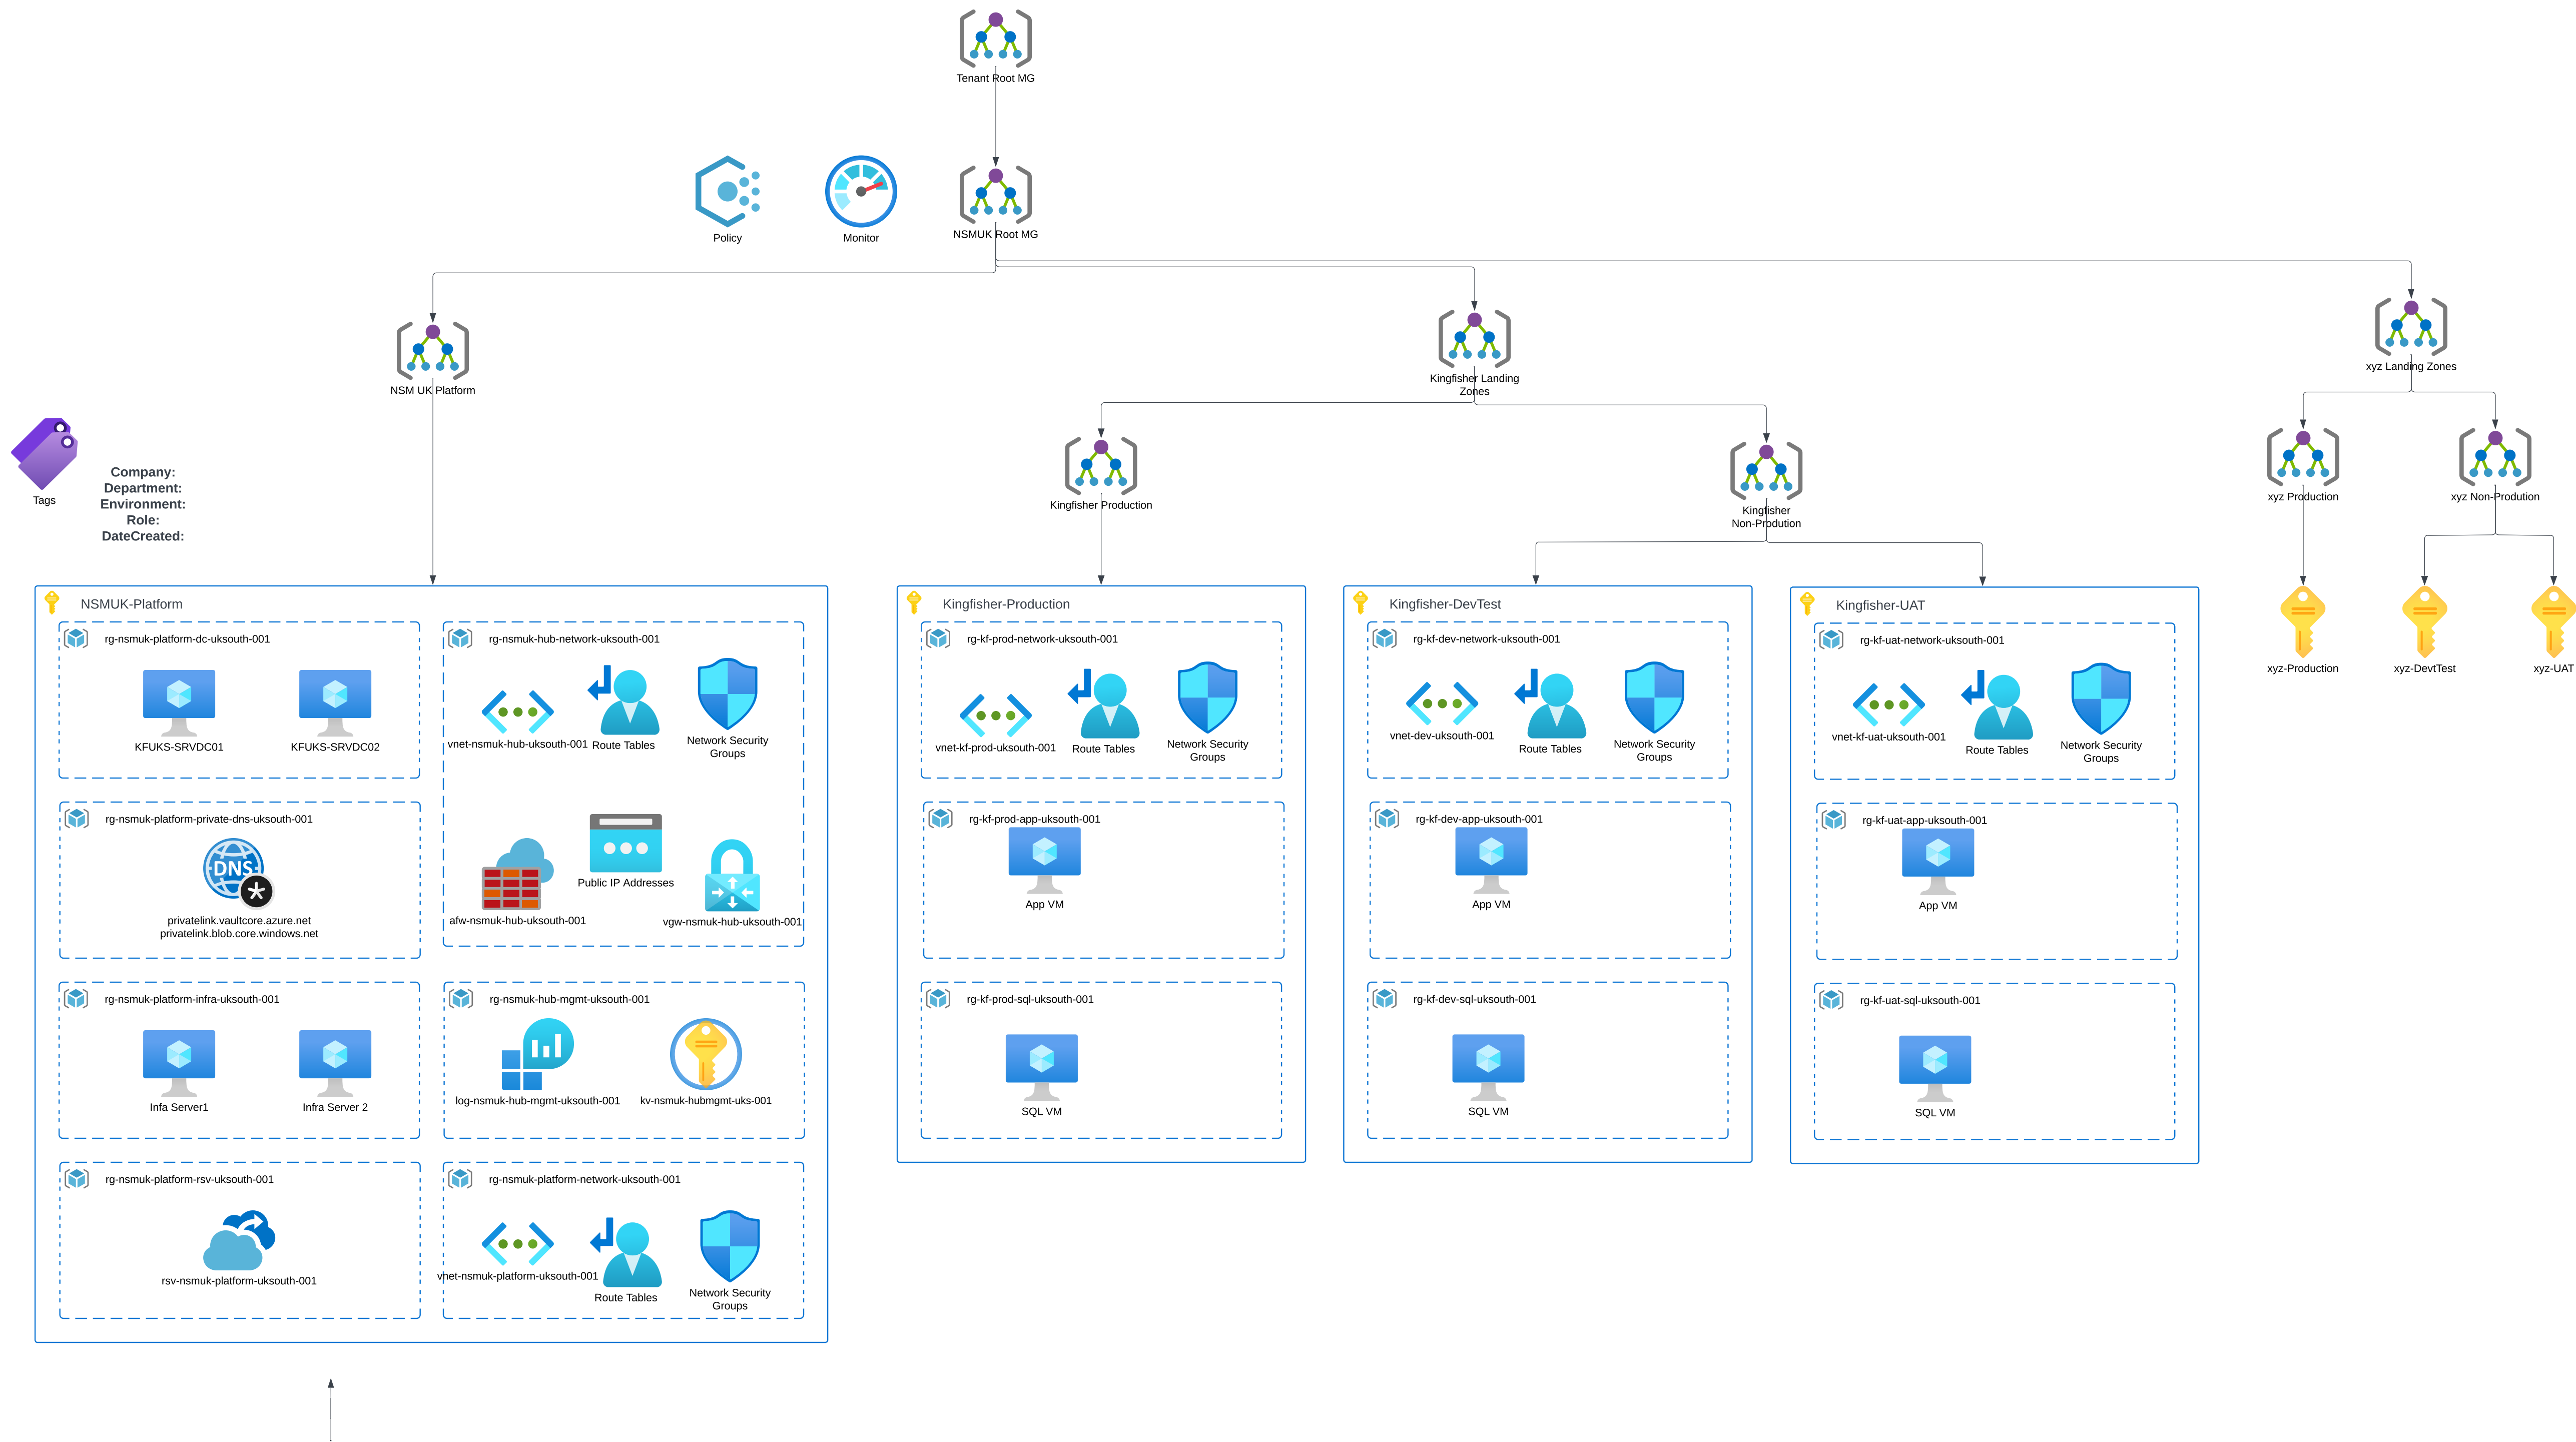 Tenant Root MG
Policy
Monitor
NSMUK Root MG
NSM UK Platform
Kingfisher Landing
Zones
xyz Landing Zones
Tags
Company:
Department:
Environment:
Role:
DateCreated:
Kingfisher Production
Kingfisher
Non-Prodution
xyz Production
xyz Non-Prodution
NSMUK-Platform
rg-nsmuk-platform-dc-uksouth-001
KFUKS-SRVDC01
KFUKS-SRVDC02
rg-nsmuk-hub-network-uksouth-001
vnet-nsmuk-hub-uksouth-001
Route Tables
Network Security
Groups
afw-nsmuk-hub-uksouth-001
Public IP Addresses
vgw-nsmuk-hub-uksouth-001
rg-nsmuk-platform-private-dns-uksouth-001
DNS
privatelink.vaultcore.azure.net
privatelink.blob.core.windows.net
rg-nsmuk-platform-infra-uksouth-001
Infa Server1
Infra Server 2
rg-nsmuk-hub-mgmt-uksouth-001
log-nsmuk-hub-mgmt-uksouth-001
kv-nsmuk-hubmgmt-uks-001
rg-nsmuk-platform-rsv-uksouth-001
rsv-nsmuk-platform-uksouth-001
rg-nsmuk-platform-network-uksouth-001
vnet-nsmuk-platform-uksouth-001
Route Tables
Network Security
Groups
Kingfisher-Production
rg-kf-prod-network-uksouth-001
vnet-kf-prod-uksouth-001
Route Tables
Network Security
Groups
rg-kf-prod-app-uksouth-001
App VM
rg-kf-prod-sql-uksouth-001
SQL VM
Kingfisher-DevTest
rg-kf-dev-network-uksouth-001
vnet-dev-uksouth-001
Route Tables
Network Security
Groups
rg-kf-dev-app-uksouth-001
App VM
rg-kf-dev-sql-uksouth-001
SQL VM
Kingfisher-UAT
rg-kf-uat-network-uksouth-001
vnet-kf-uat-uksouth-001
Route Tables
Network Security
Groups
rg-kf-uat-app-uksouth-001
App VM
rg-kf-uat-sql-uksouth-001
SQL VM
xyz-Production
xyz-DevtTest
xyz-UAT